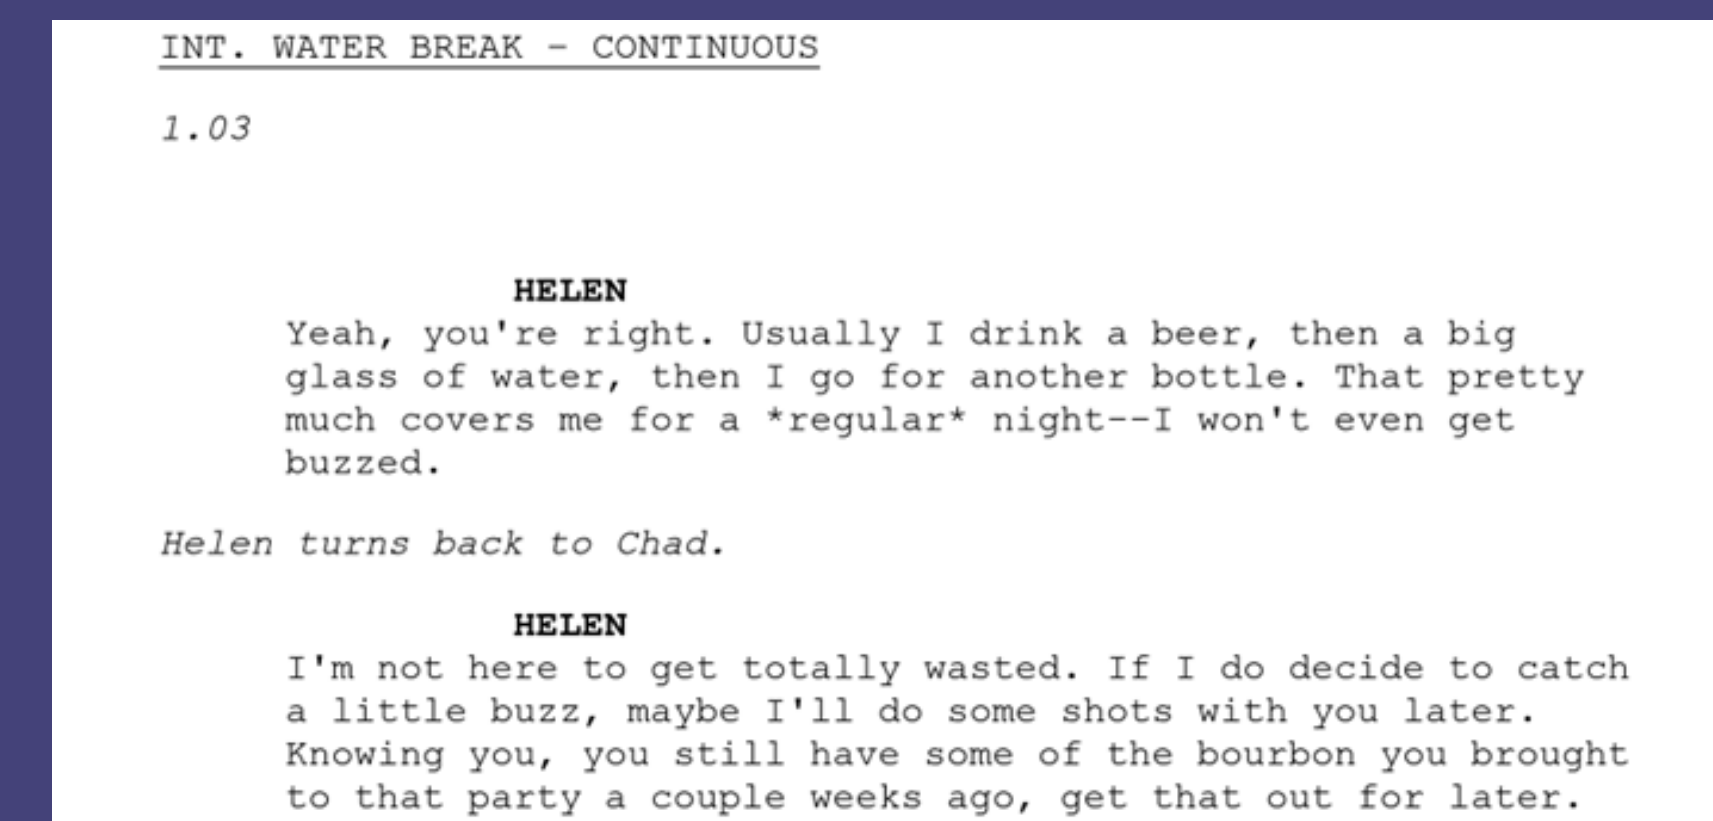 INT. WATER BREAK - CONTINUOUS
1.03
HELEN
Yeah, you're right. Usually I drink a beer, then a big
glass of water, then I go for another bottle. That pretty
much covers me for a *regular* night--I won't even get
buzzed.
Helen turns back to Chad.
HELEN
I'm not here to get totally wasted. If I do decide to catch
a little buzz, maybe I'll do some shots with you later.
Knowing you, you still have some of the bourbon you brought
to that party a couple weeks ago, get that out for later.